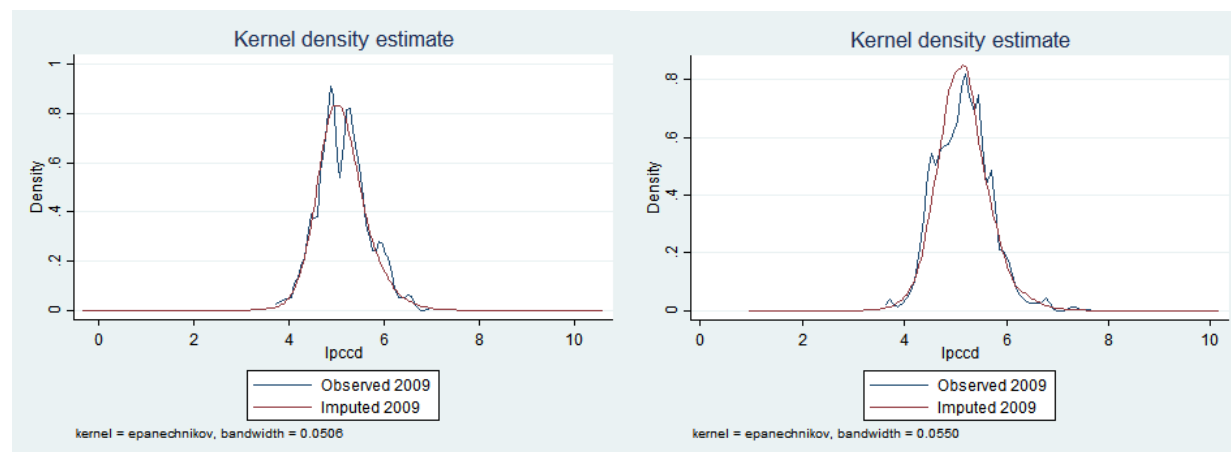 Kernel density estimate
Density
1
.8
.6
.4
.2
0
0 2 4 6 8 10
lpccd
Observed 2009
Imputed 2009
kernel = epanechnikov, bandwidth = 0.0506
Kernel density estimate
Density
.8
.6
.4
.2
0
0 2 4 6 8 10
lpccd
Observed 2009
Imputed 2009
kernel = epanechnikov, bandwidth = 0.0550